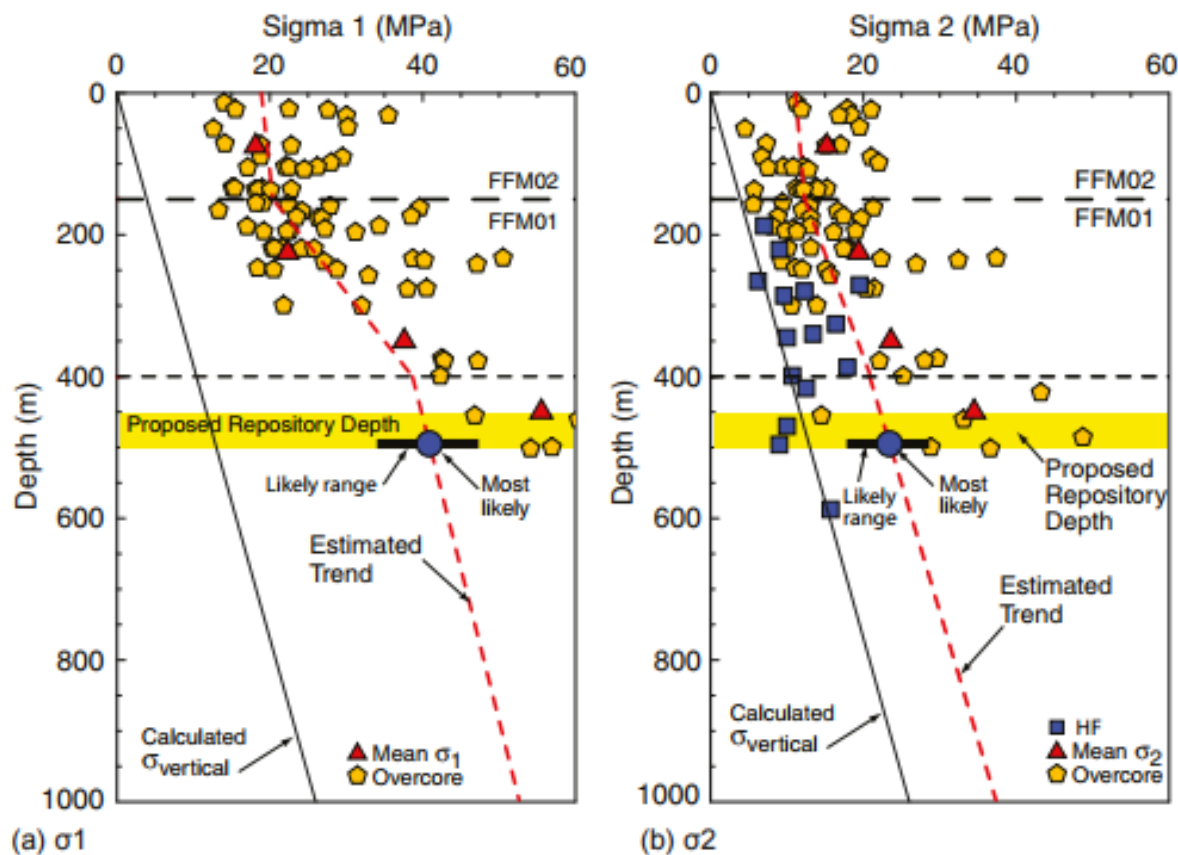 Sigma 1 (MPa)
0 20 40 60
0
200
400
600
800
1000
Depth (m)
FFM02
FFM01
Proposed Repository Depth
Likely range
Most
likely
Estimated
Trend
Calculated
σvertical
Mean σ1
Overcore
(a) σ1
Sigma 2 (MPa)
0 20 40 60
0
200
400
600
800
1000
Depth (m)
FFM02
FFM01
Likely
range
Most
likely
Proposed
Repository
Depth
Estimated
Trend
Calculated
σvertical
HF
Mean σ2
Overcore
(b) σ2